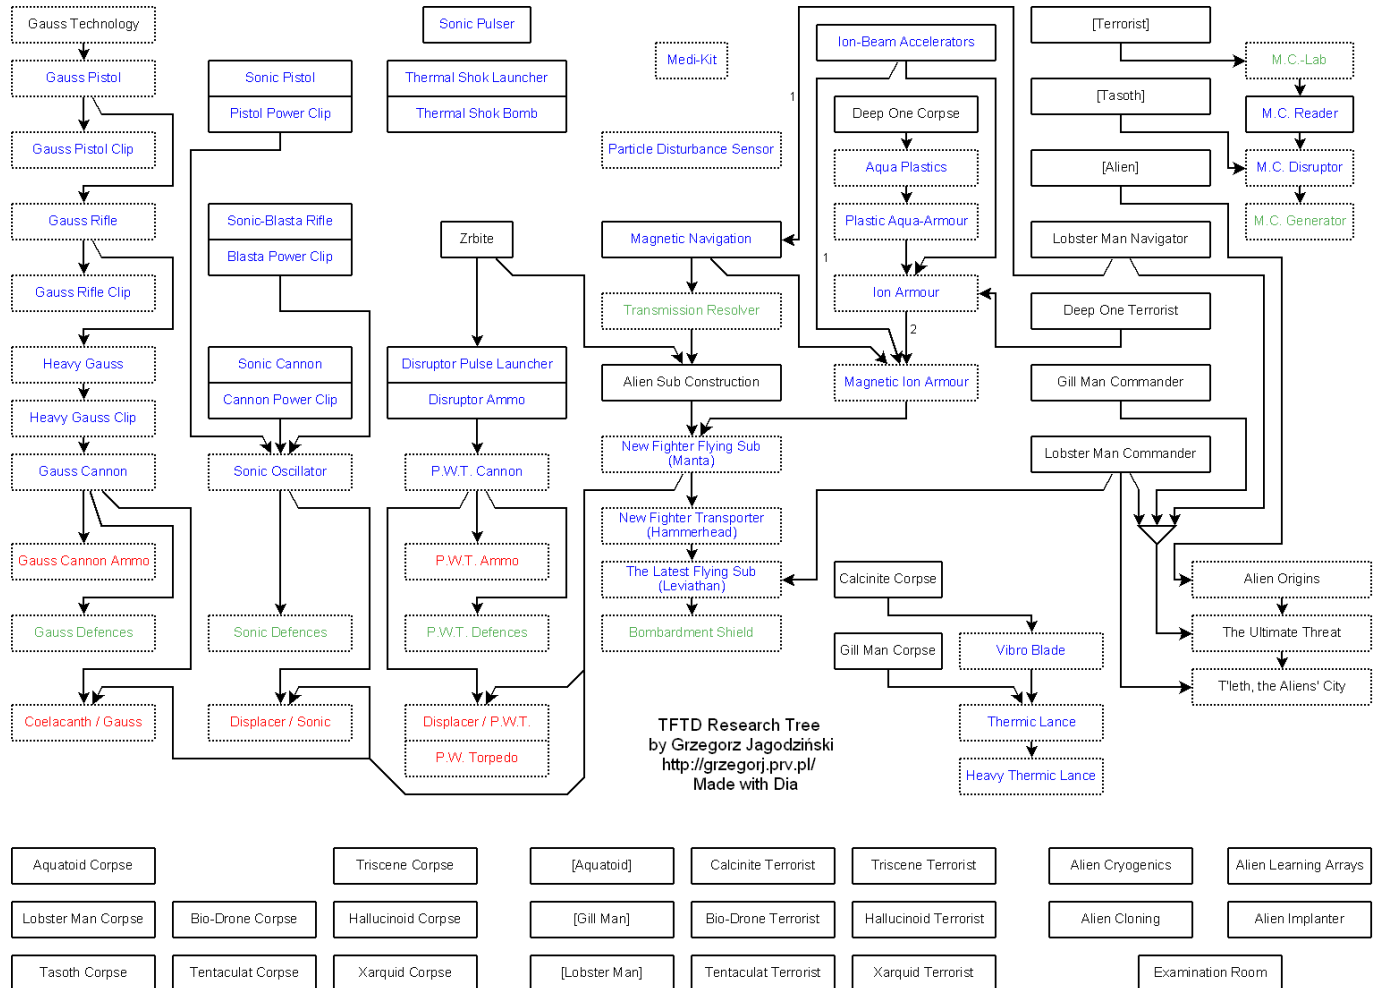 Gauss Technology
Sonic Pulser
Ion-Beam Accelerators
[Terrorist]
Medi-Kit
M.C.-Lab
Gauss Pistol
Sonic Pistol
Thermal Shok Launcher
1
[Tasoth]
Pistol Power Clip
Thermal Shok Bomb
Deep One Corpse
M.C. Reader
Gauss Pistol Clip
Particle Disturbance Sensor
Aqua Plastics
[Alien]
M.C. Disruptor
Gauss Rifle
Sonic-Blasta Rifle
Plastic Aqua-Armour
M.C. Generator
Zrbite
Magnetic Navigation
Lobster Man Navigator
Blasta Power Clip
1
Gauss Rifle Clip
Ion Armour
Transmission Resolver
Deep One Terrorist
2
Heavy Gauss
Sonic Cannon
Disruptor Pulse Launcher
Alien Sub Construction
Magnetic Ion Armour
Gill Man Commander
Cannon Power Clip
Disruptor Ammo
Heavy Gauss Clip
New Fighter Flying Sub
(Manta)
Lobster Man Commander
Gauss Cannon
Sonic Oscillator
P.W.T. Cannon
New Fighter Transporter
(Hammerhead)
Gauss Cannon Ammo
P.W.T. Ammo
The Latest Flying Sub
(Leviathan)
Calcinite Corpse
Alien Origins
Gauss Defences
Sonic Defences
P.W.T. Defences
Bombardment Shield
The Ultimate Threat
Gill Man Corpse
Vibro Blade
T'leth, the Aliens' City
Coelacanth / Gauss
Displacer / Sonic
Displacer / P.W.T.
Thermic Lance
P.W. Torpedo
Heavy Thermic Lance
TFTD Research Tree
by Grzegorz Jagodziński
http://grzegorj.prv.pl/
Made with Dia
Aquatoid Corpse
Triscene Corpse
[Aquatoid]
Calcinite Terrorist
Triscene Terrorist
Alien Cryogenics
Alien Learning Arrays
Lobster Man Corpse
Bio-Drone Corpse
Hallucinoid Corpse
[Gill Man]
Bio-Drone Terrorist
Hallucinoid Terrorist
Alien Cloning
Alien Implanter
Tasoth Corpse
Tentaculat Corpse
Xarquid Corpse
[Lobster Man]
Tentaculat Terrorist
Xarquid Terrorist
Examination Room